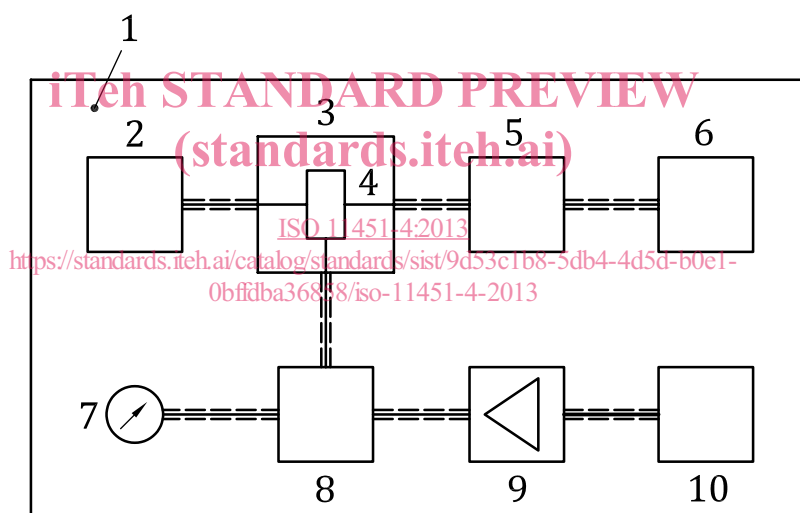 1
iTeh STANDARD PREVIEW
2 3 5 6
(standards.iteh.ai)
4
ISO 11451-4:2013
https://standards.iteh.ai/catalog/standards/sist/9d53c1b8-5db4-4d5d-b0e1-
0bffdba36858/iso-11451-4-2013
7
8 9 10